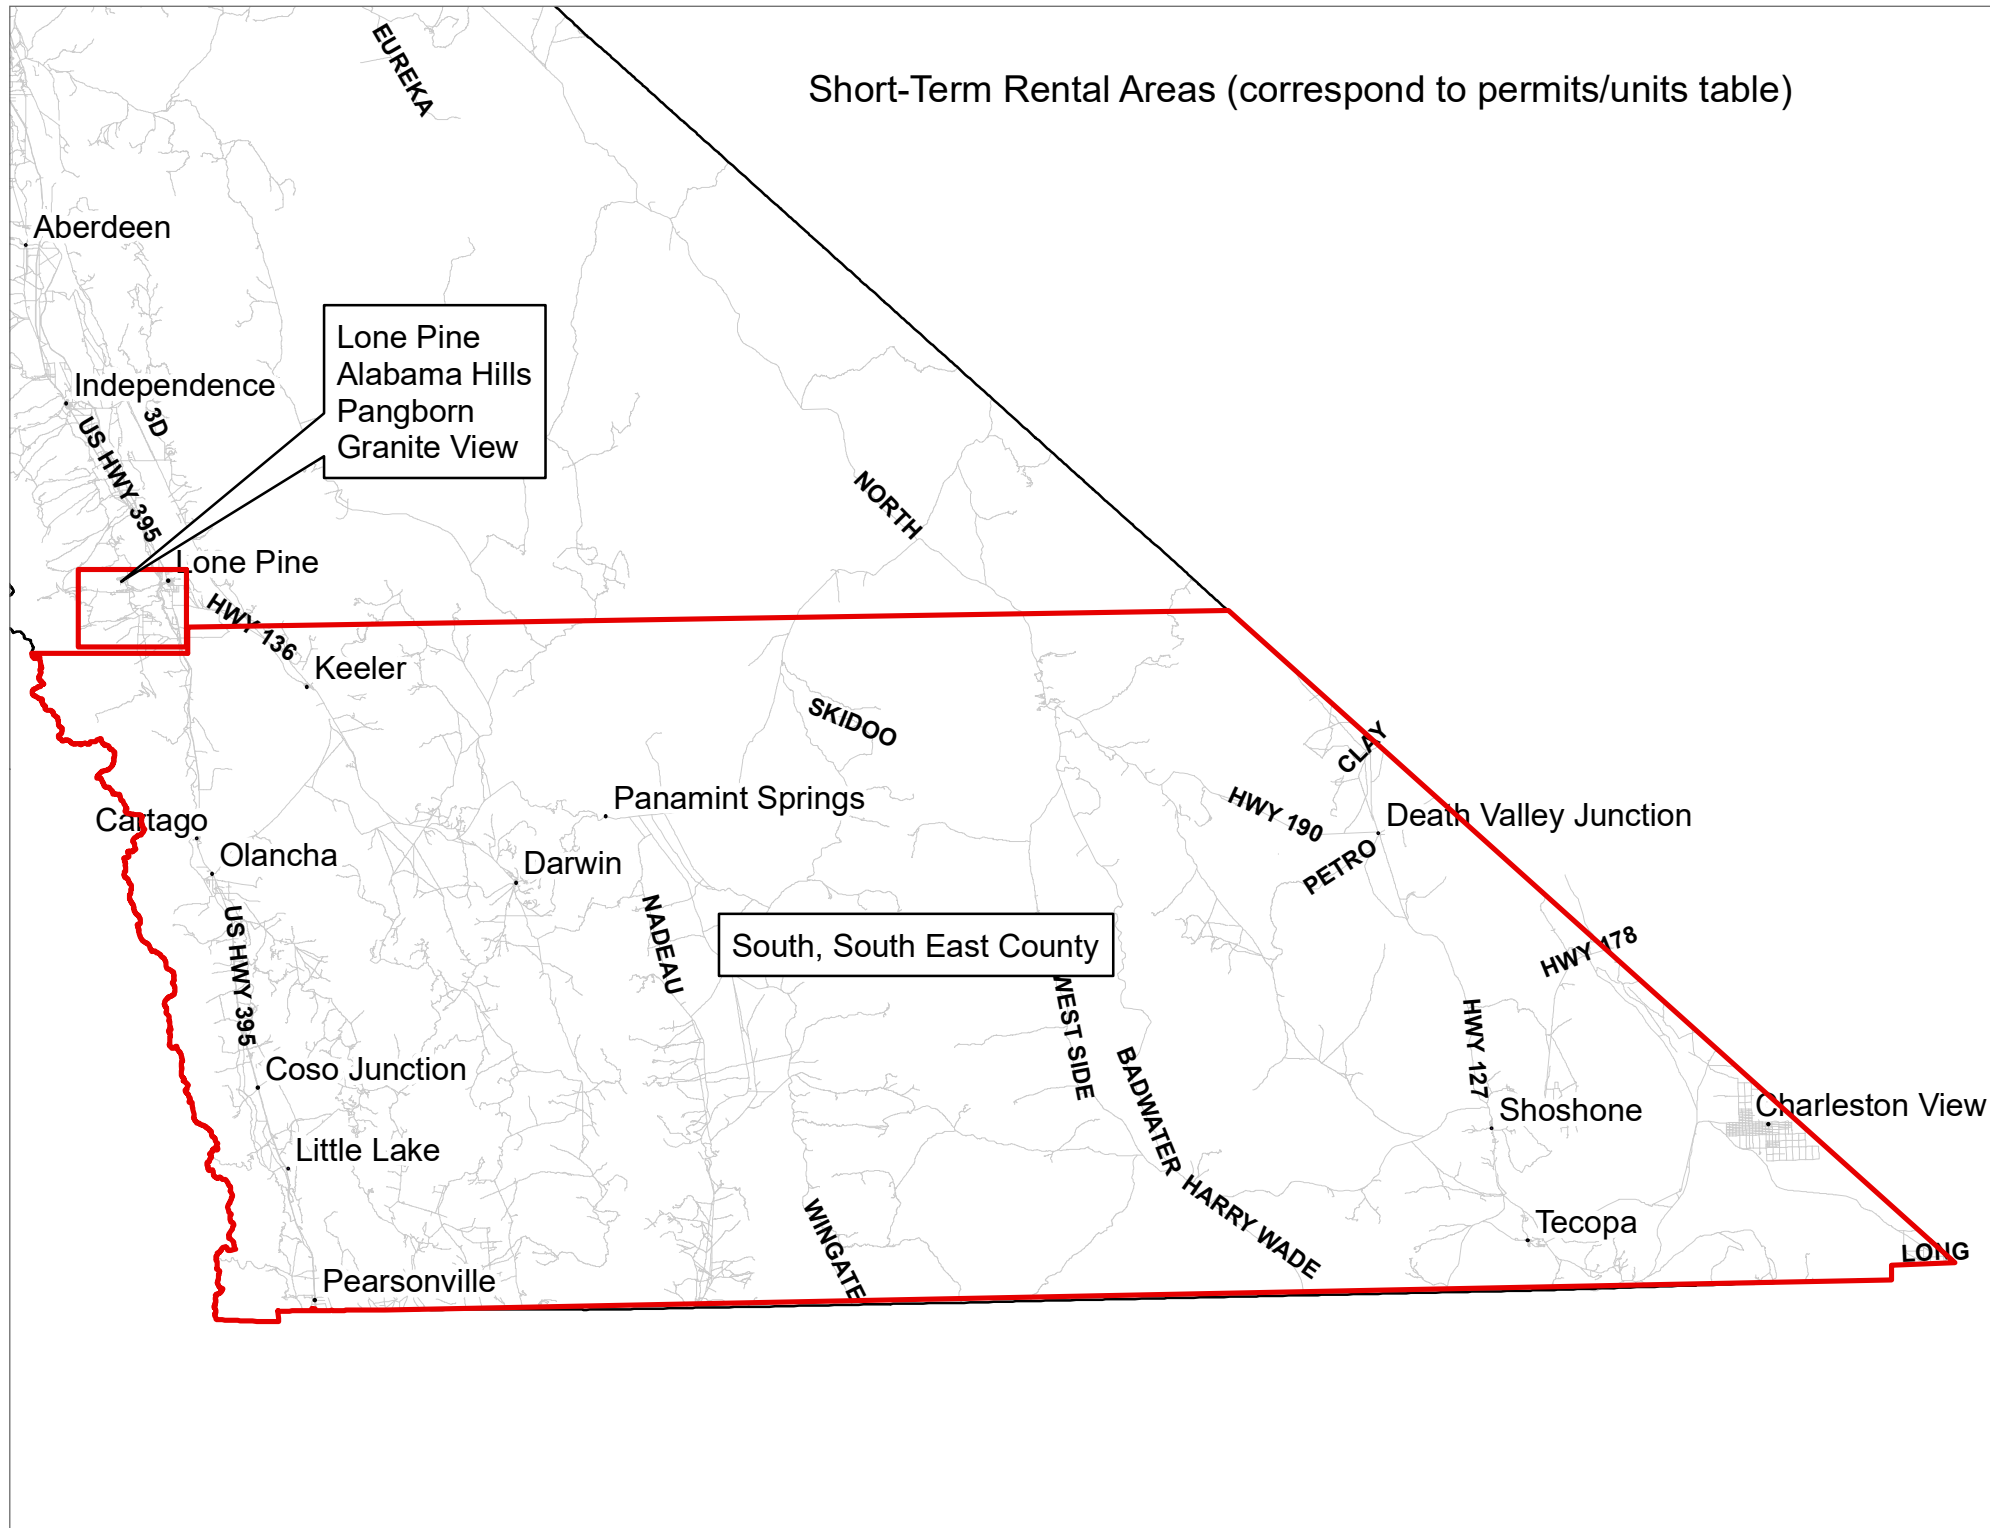 EUREKA
Short-Term Rental Areas (correspond to permits/units table)
Aberdeen
Lone Pine
Alabama Hills
Pangborn
Granite View
Independence
3D
US HWY 395
NORTH
Lone Pine
HWY 136
Keeler
SKIDOO
CLAY
Panamint Springs
HWY 190
Death Valley Junction
Cartago
Olancha
Darwin
PETRO
NADEAU
South, South East County
HWY 178
US HWY 395
WEST SIDE
HWY 127
Coso Junction
BADWATER
Shoshone
Charleston View
Little Lake
HARRY WADE
WINGATE
Tecopa
LONG
Pearsonville